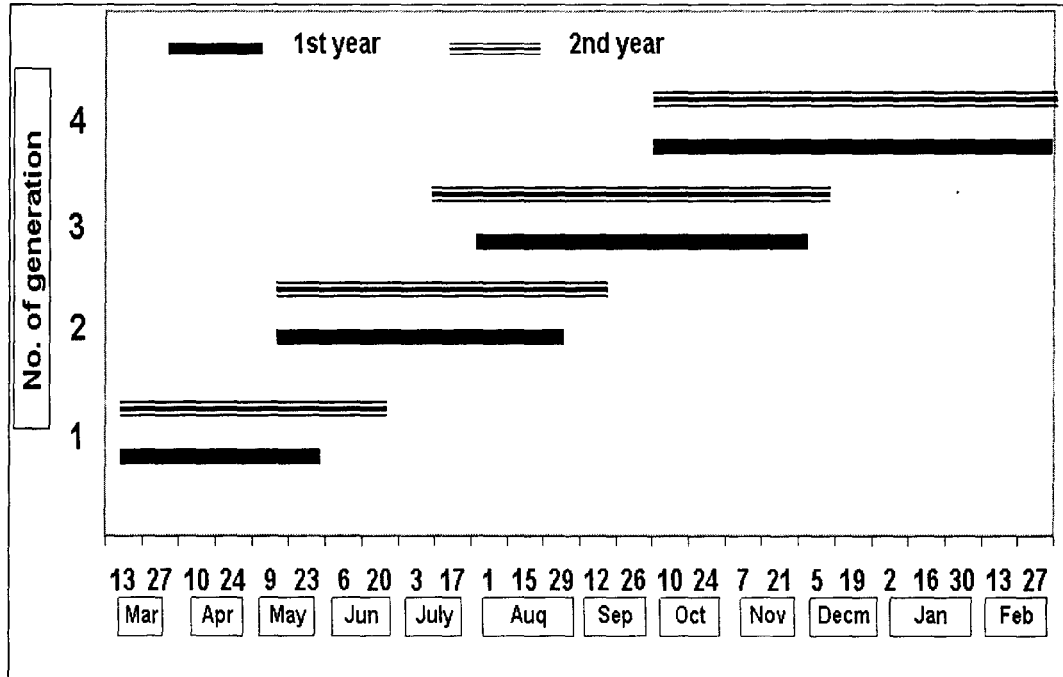 1st year 2nd year
No. of generation
4
3
2
1
13 27 10 24 9 23 6 20 3 17 1 15 29 12 26 10 24 7 21 5 19 2 16 30 13 27
Mar Apr May Jun July Auq Sep Oct Nov Decm Jan Feb